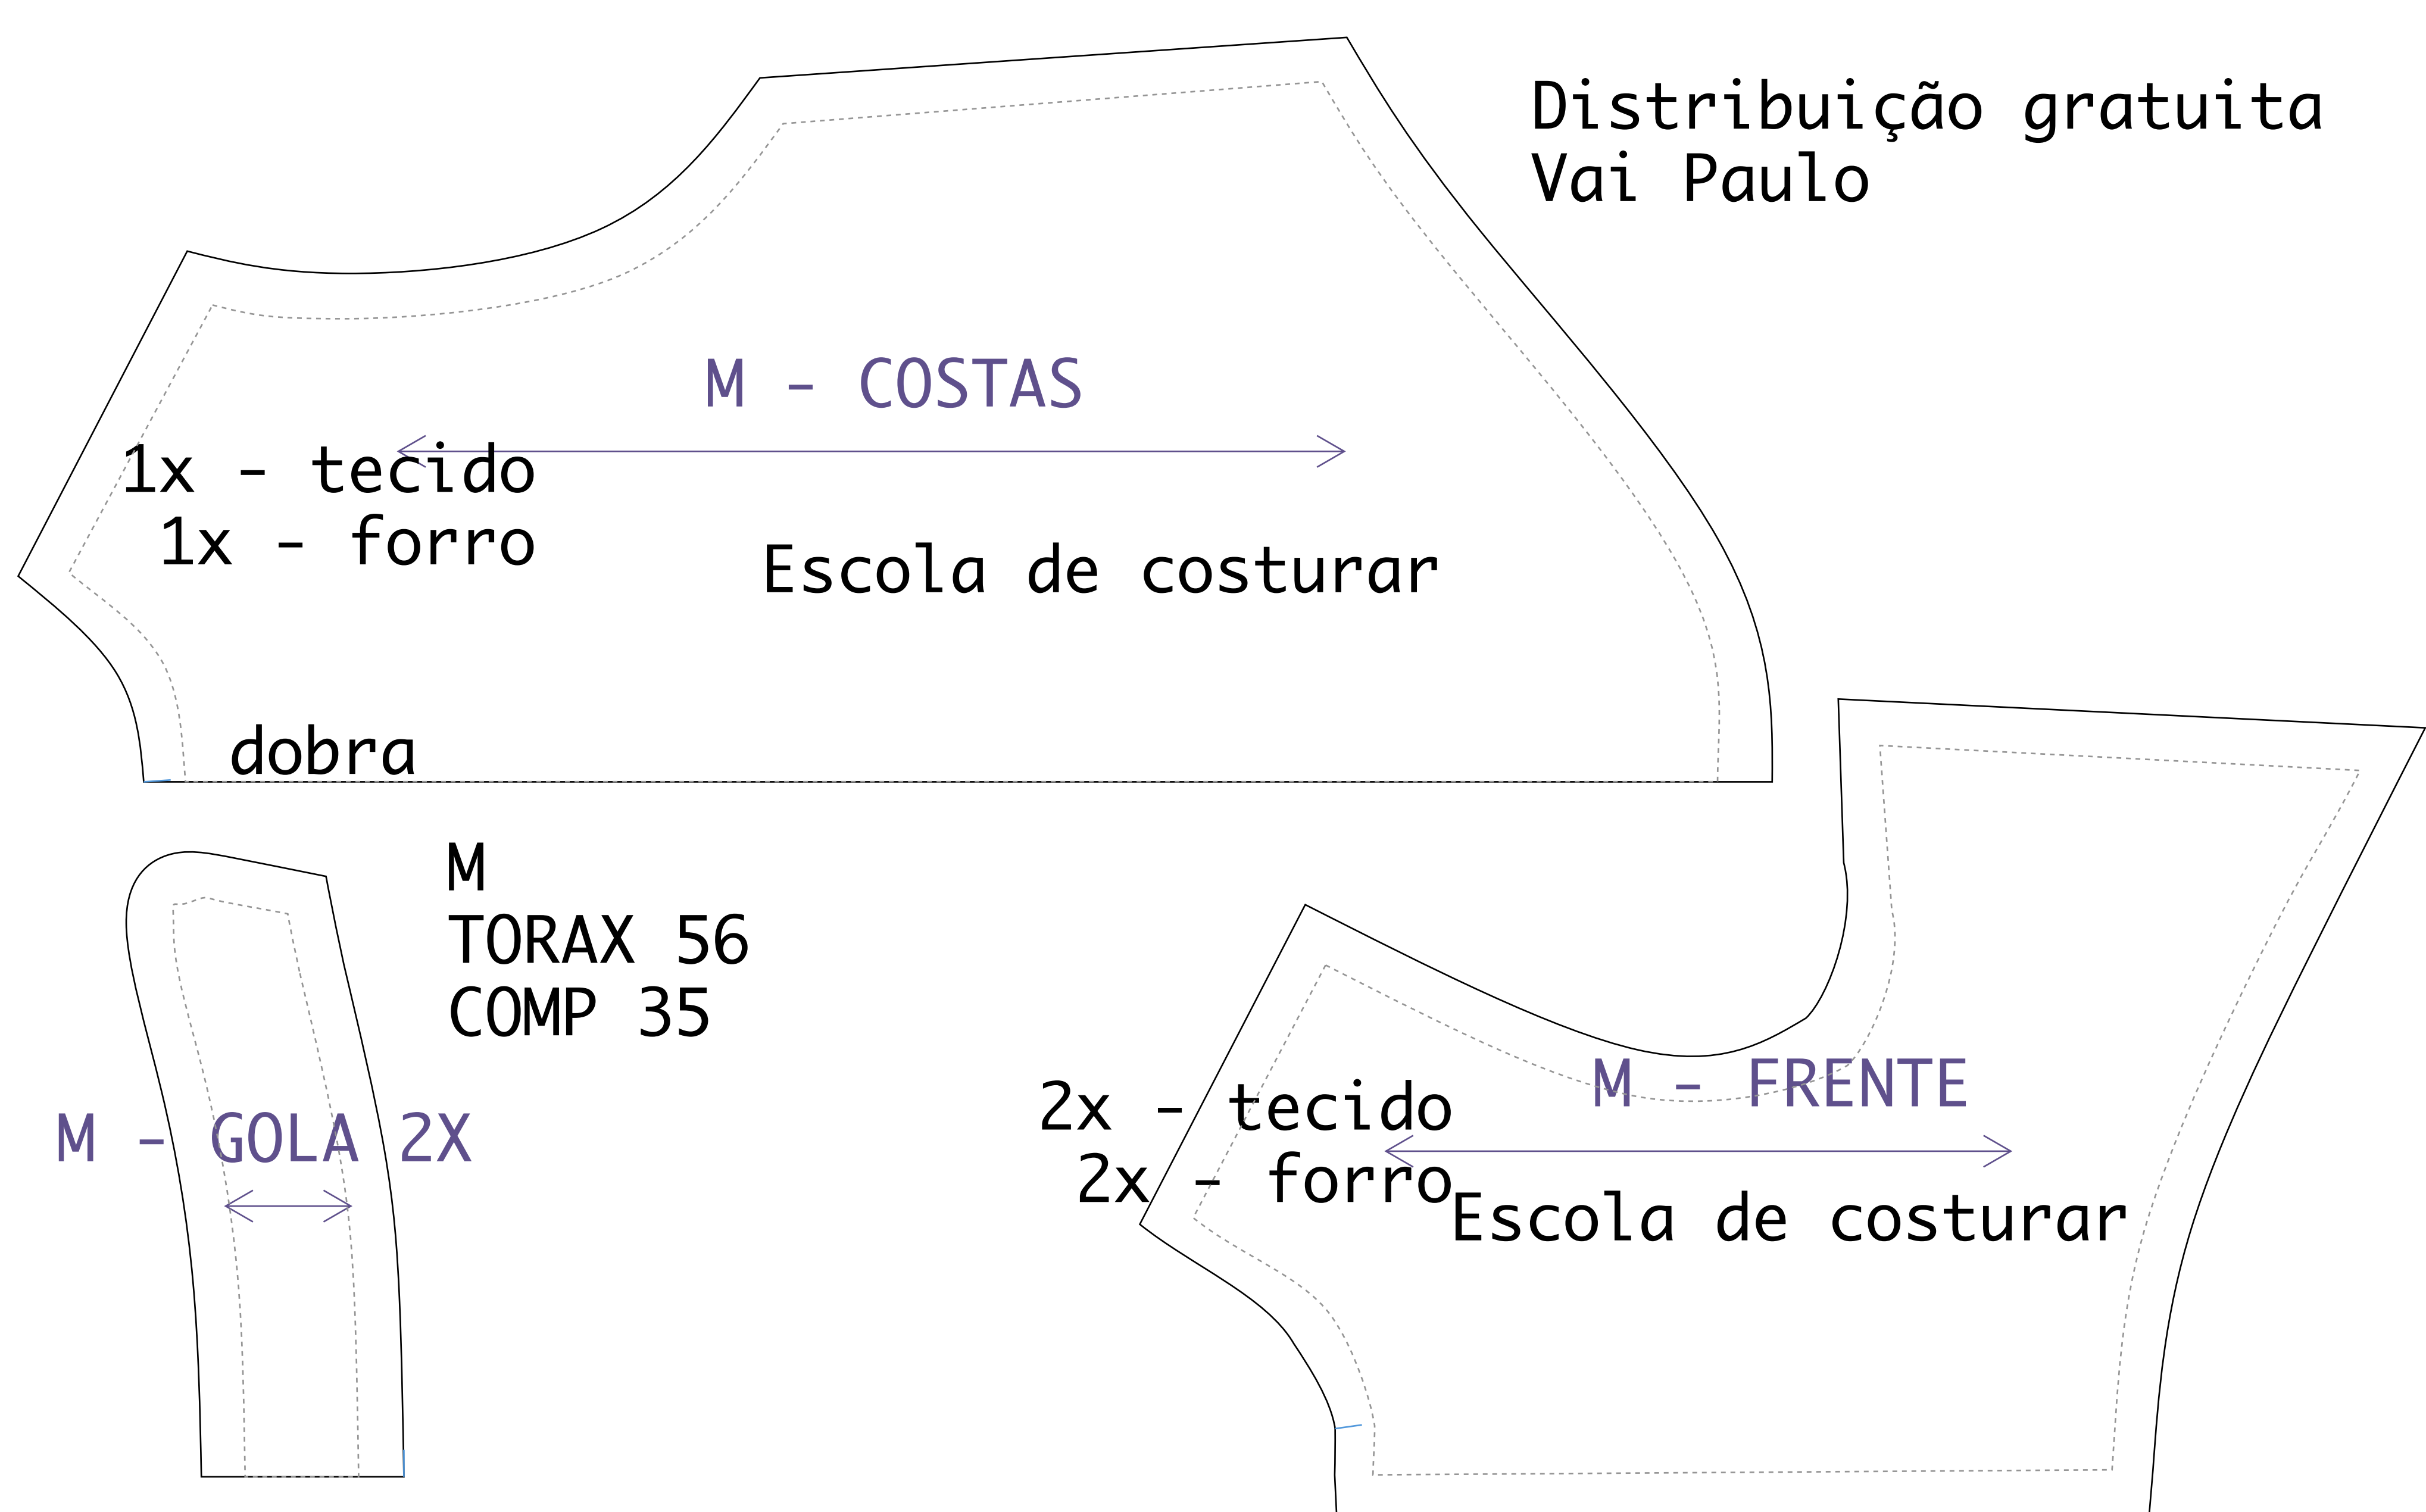 Distribuição gratuita
Vai Paulo
M - COSTAS
1x - tecido
1x - forro
Escola de costurar
dobra
M
TORAX 56
COMP 35
M - GOLA 2X
2x - tecido
2x - forro
M - FRENTE
Escola de costurar